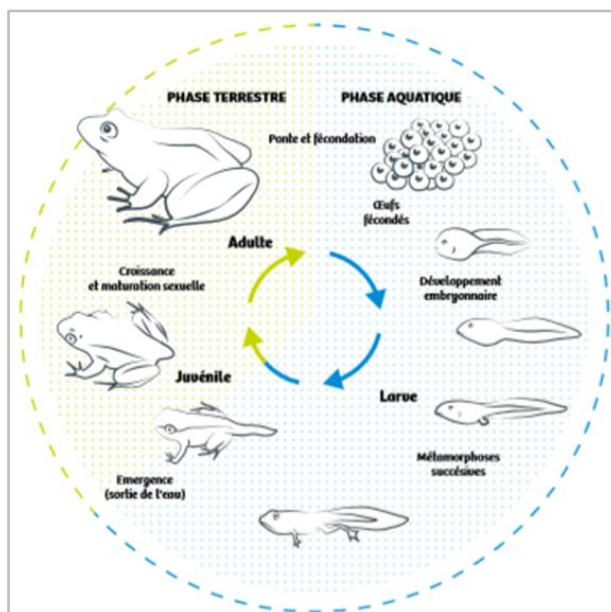 PHASE TERRESTRE
PHASE AQUATIQUE
Ponte et fécondation
Œufs
fécondés
Adulte
Croissance
et maturation sexuelle
Développement
embryonnaire
Juvénile
Larve
Métamorphoses
succésives
Emergence
(sortie de l'eau)